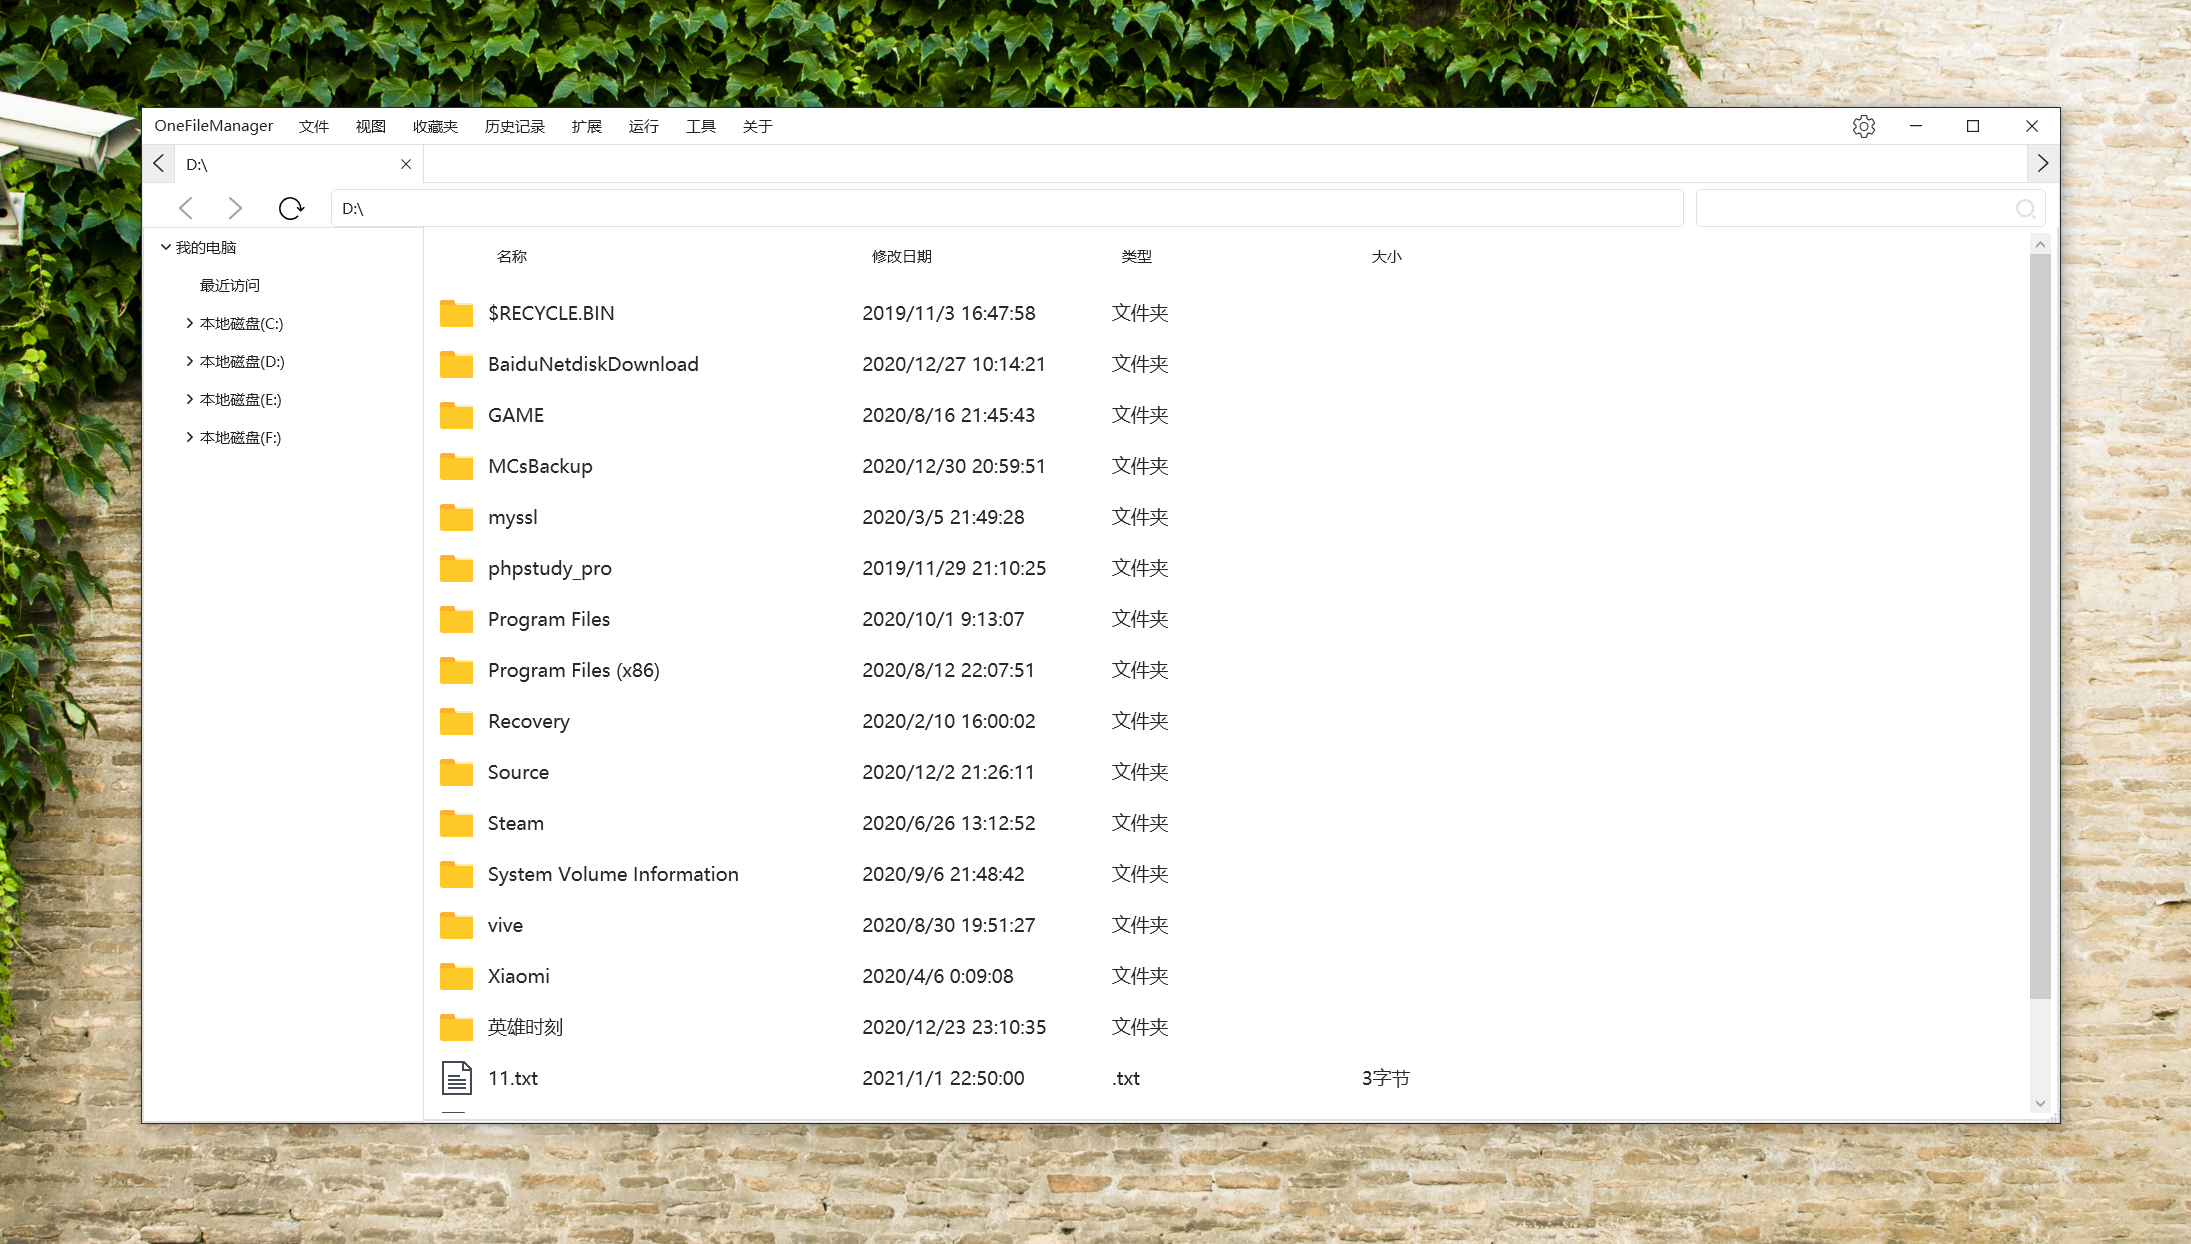 OneFileManager 文件 视图 收藏夹 历史记录 扩展 运行 工具 关于
D:\
D:\
我的电脑
最近访问
本地磁盘(C:)
本地磁盘(D:)
本地磁盘(E:)
本地磁盘(F:)
名称 修改日期 类型 大小
$RECYCLE.BIN 2019/11/3 16:47:58 文件夹
BaiduNetdiskDownload 2020/12/27 10:14:21 文件夹
GAME 2020/8/16 21:45:43 文件夹
MCsBackup 2020/12/30 20:59:51 文件夹
myssl 2020/3/5 21:49:28 文件夹
phpstudy_pro 2019/11/29 21:10:25 文件夹
Program Files 2020/10/1 9:13:07 文件夹
Program Files (x86) 2020/8/12 22:07:51 文件夹
Recovery 2020/2/10 16:00:02 文件夹
Source 2020/12/2 21:26:11 文件夹
Steam 2020/6/26 13:12:52 文件夹
System Volume Information 2020/9/6 21:48:42 文件夹
vive 2020/8/30 19:51:27 文件夹
Xiaomi 2020/4/6 0:09:08 文件夹
英雄时刻 2020/12/23 23:10:35 文件夹
11.txt 2021/1/1 22:50:00 .txt 3字节